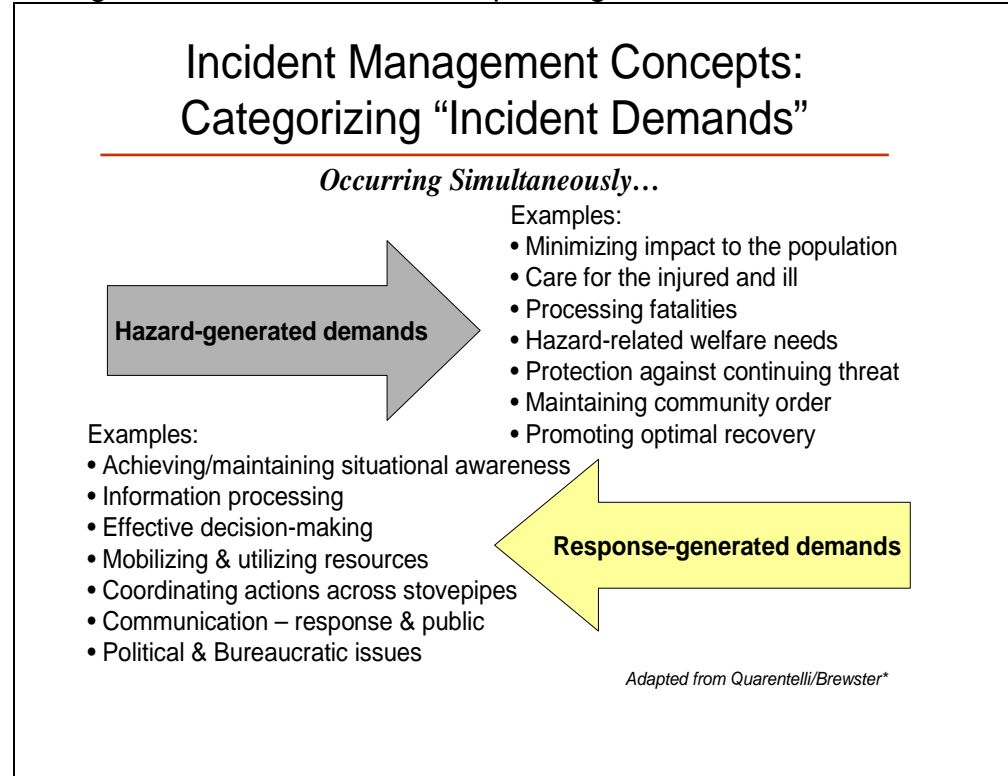 Incident Management Concepts:
Categorizing “Incident Demands”
Occurring Simultaneously…
Hazard-generated demands
Examples:
• Minimizing impact to the population
• Care for the injured and ill
• Processing fatalities
• Hazard-related welfare needs
• Protection against continuing threat
• Maintaining community order
• Promoting optimal recovery
Examples:
• Achieving/maintaining situational awareness
• Information processing
• Effective decision-making
• Mobilizing & utilizing resources
• Coordinating actions across stovepipes
• Communication – response & public
• Political & Bureaucratic issues
Response-generated demands
Adapted from Quarentelli/Brewster*